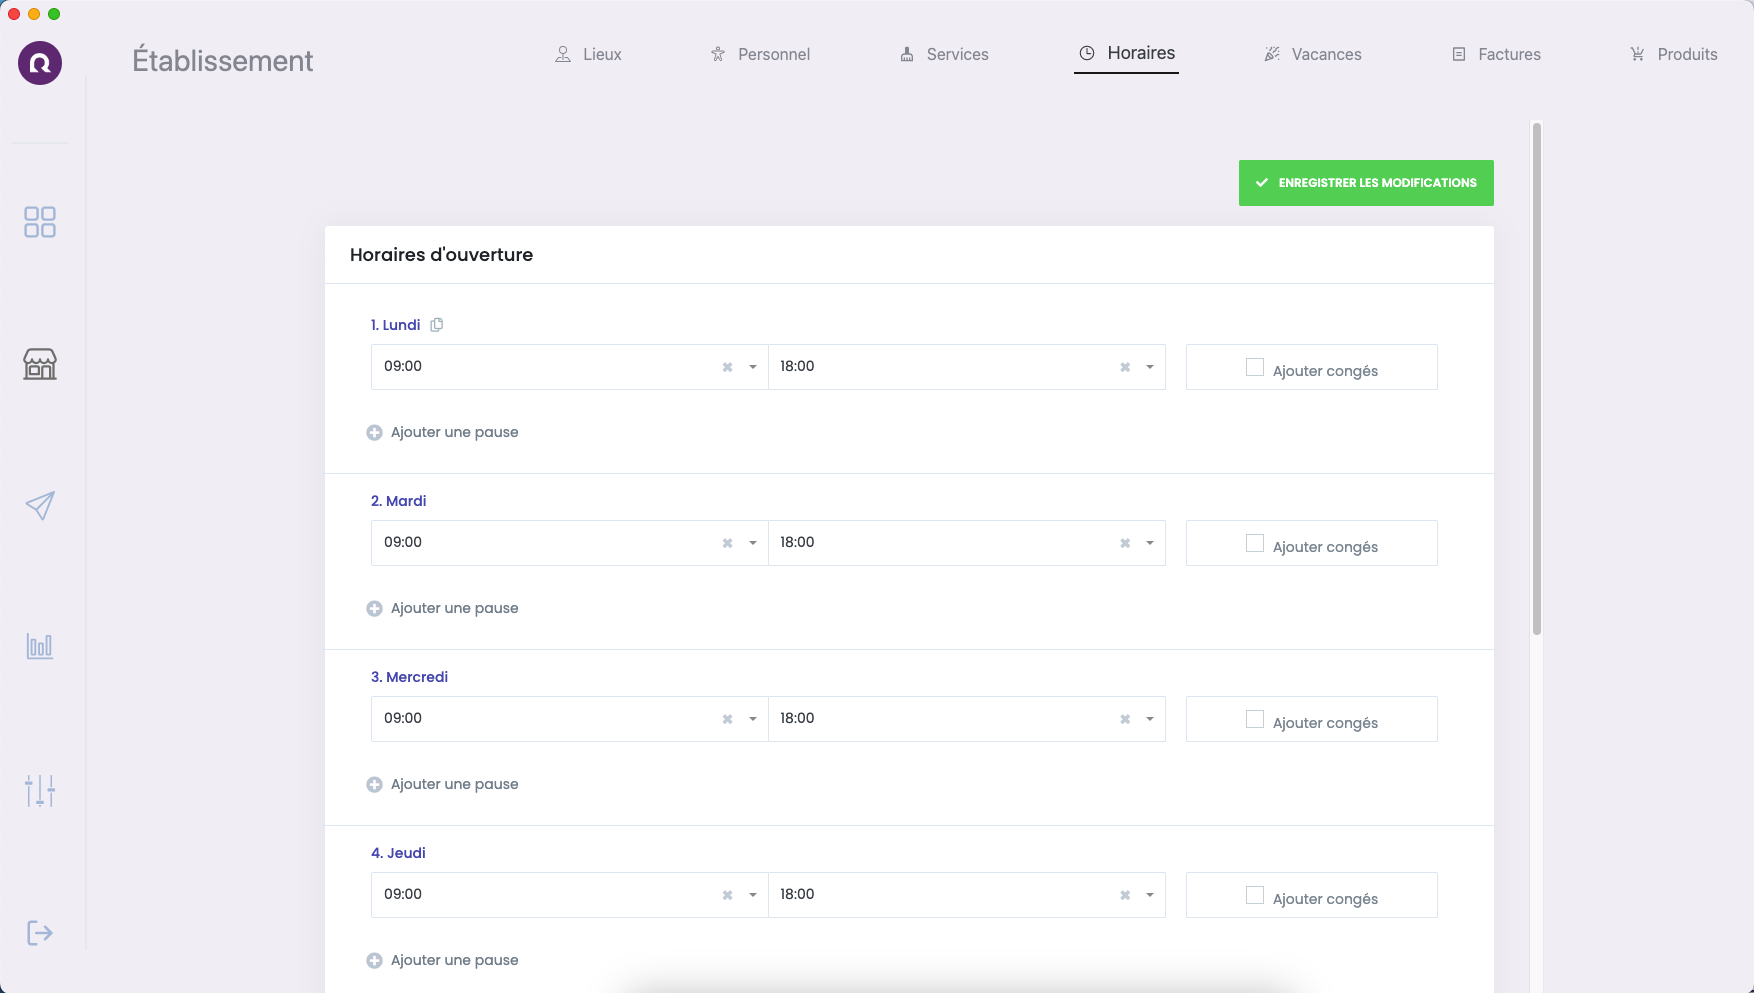 Établissement
Lieux
Personnel
Services
Horaires
Vacances
Factures
Produits
ENREGISTRER LES MODIFICATIONS
Horaires d'ouverture
1. Lundi
09:00 18:00 Ajouter congés
Ajouter une pause
2. Mardi
09:00 18:00 Ajouter congés
Ajouter une pause
3. Mercredi
09:00 18:00 Ajouter congés
Ajouter une pause
4. Jeudi
09:00 18:00 Ajouter congés
Ajouter une pause